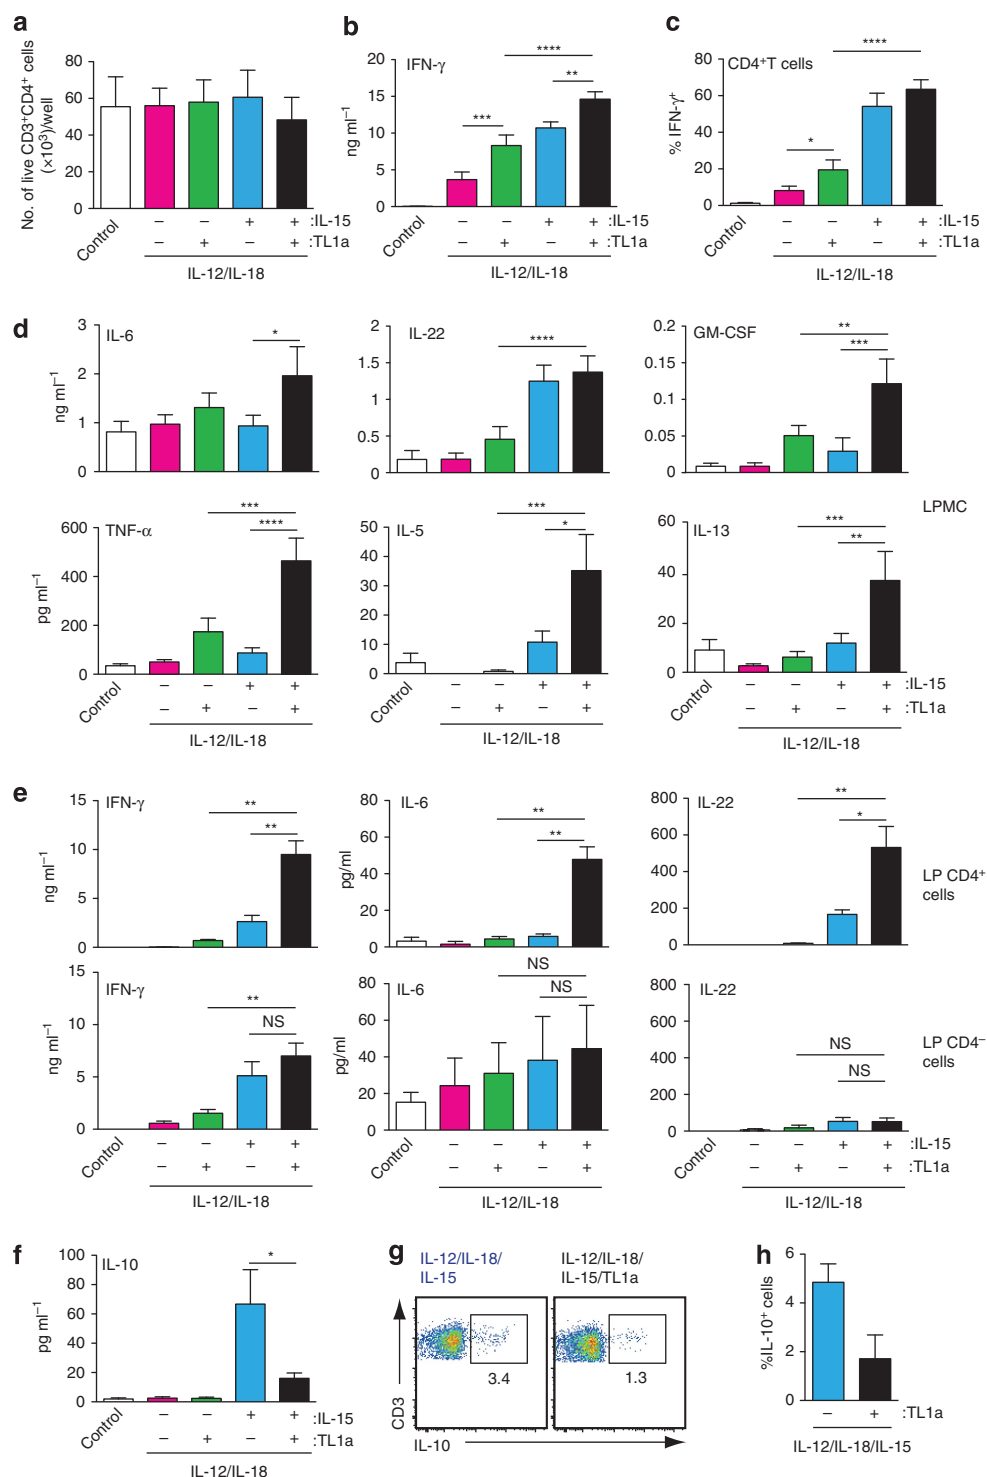 a
No. of live CD3⁺CD4⁺ cells
(×10³)/well
80
60
40
20
0
Control
– – + + :IL-15
– + – + :TL1a
IL-12/IL-18
b
IFN-γ
ng ml⁻¹
20
15
10
5
0
****
**
***
Control
– – + + :IL-15
– + – + :TL1a
IL-12/IL-18
c
CD4⁺T cells
% IFN-γ⁺
80
60
40
20
0
****
*
Control
– – + + :IL-15
– + – + :TL1a
IL-12/IL-18
d
IL-6
ng ml⁻¹
3
2
1
0
*
IL-22
2
1.5
1
0.5
0
****
GM-CSF
0.2
0.15
0.1
0.05
0
**
***
LPMC
TNF-α
pg ml⁻¹
600
400
200
0
***
****
Control
– – + +
– + – +
IL-12/IL-18
IL-5
50
40
30
20
10
0
***
*
Control
– – + +
– + – +
IL-12/IL-18
IL-13
60
40
20
0
***
**
Control
– – + + :IL-15
– + – + :TL1a
IL-12/IL-18
e
IFN-γ
ng ml⁻¹
15
10
5
0
**
**
IL-6
pg/ml
80
60
40
20
0
**
**
IL-22
800
600
400
200
0
**
*
LP CD4⁺
cells
IFN-γ
ng ml⁻¹
15
10
5
0
**
NS
Control
– – + +
– + – +
IL-12/IL-18
IL-6
pg/ml
80
60
40
20
0
NS
NS
Control
– – + +
– + – +
IL-12/IL-18
IL-22
800
600
400
200
0
NS
NS
LP CD4⁻
cells
Control
– – + + :IL-15
– + – + :TL1a
IL-12/IL-18
f
IL-10
pg ml⁻¹
100
80
60
40
20
0
*
Control
– – + + :IL-15
– + – + :TL1a
IL-12/IL-18
g
IL-12/IL-18/
IL-15
IL-12/IL-18/
IL-15/TL1a
3.4
1.3
CD3
IL-10
h
%IL-10⁺ cells
6
4
2
0
– + :TL1a
IL-12/IL-18/IL-15